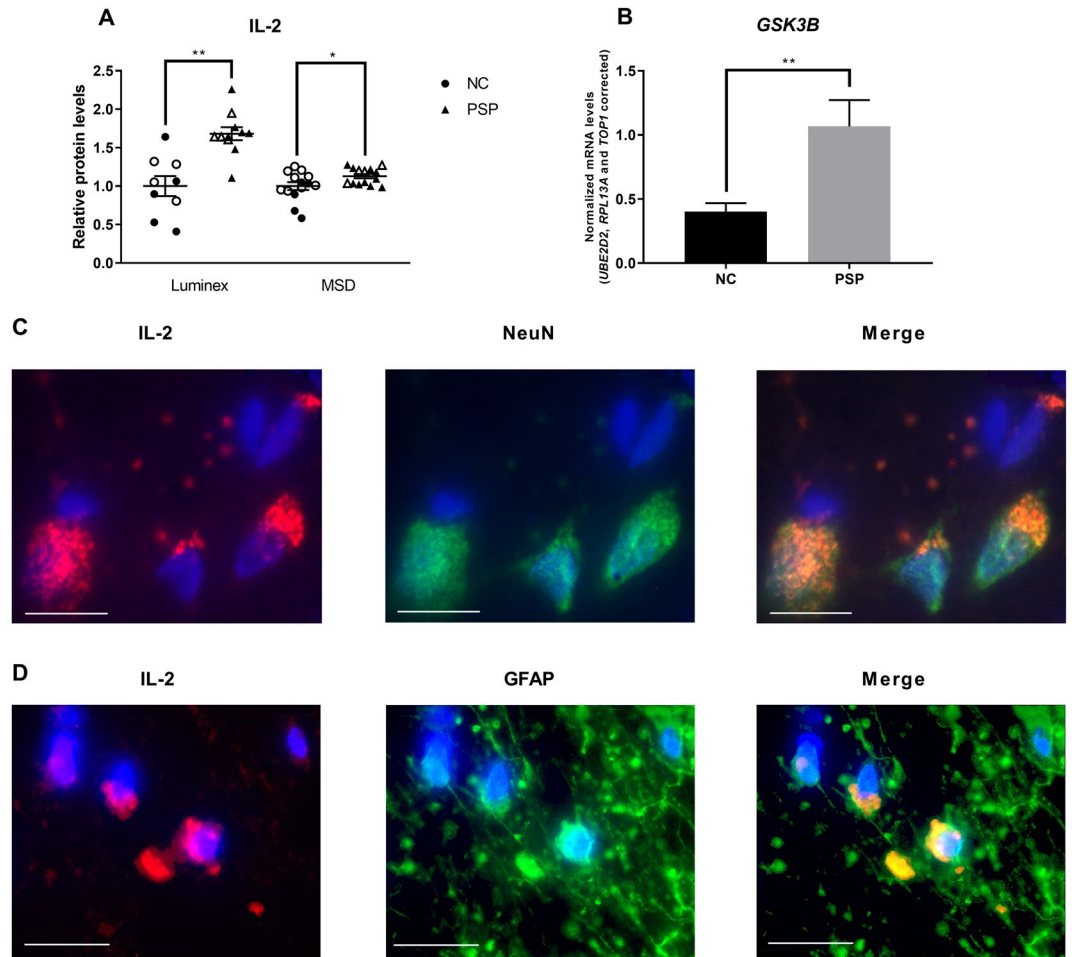 A
IL-2
Relative protein levels
2.5
2.0
1.5
1.0
0.5
0.0
**
*
Luminex
MSD
NC
PSP
B
GSK3B
Normalized mRNA levels
(UBE2D2, RPL13A and TOP1 corrected)
1.5
1.0
0.5
0.0
**
NC
PSP
C
IL-2
NeuN
Merge
D
IL-2
GFAP
Merge